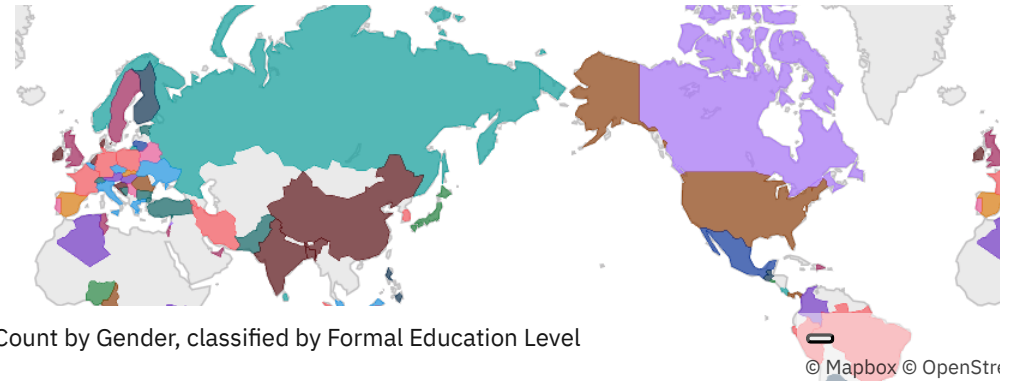 Count by Gender, classified by Formal Education Level
© Mapbox © OpenStre